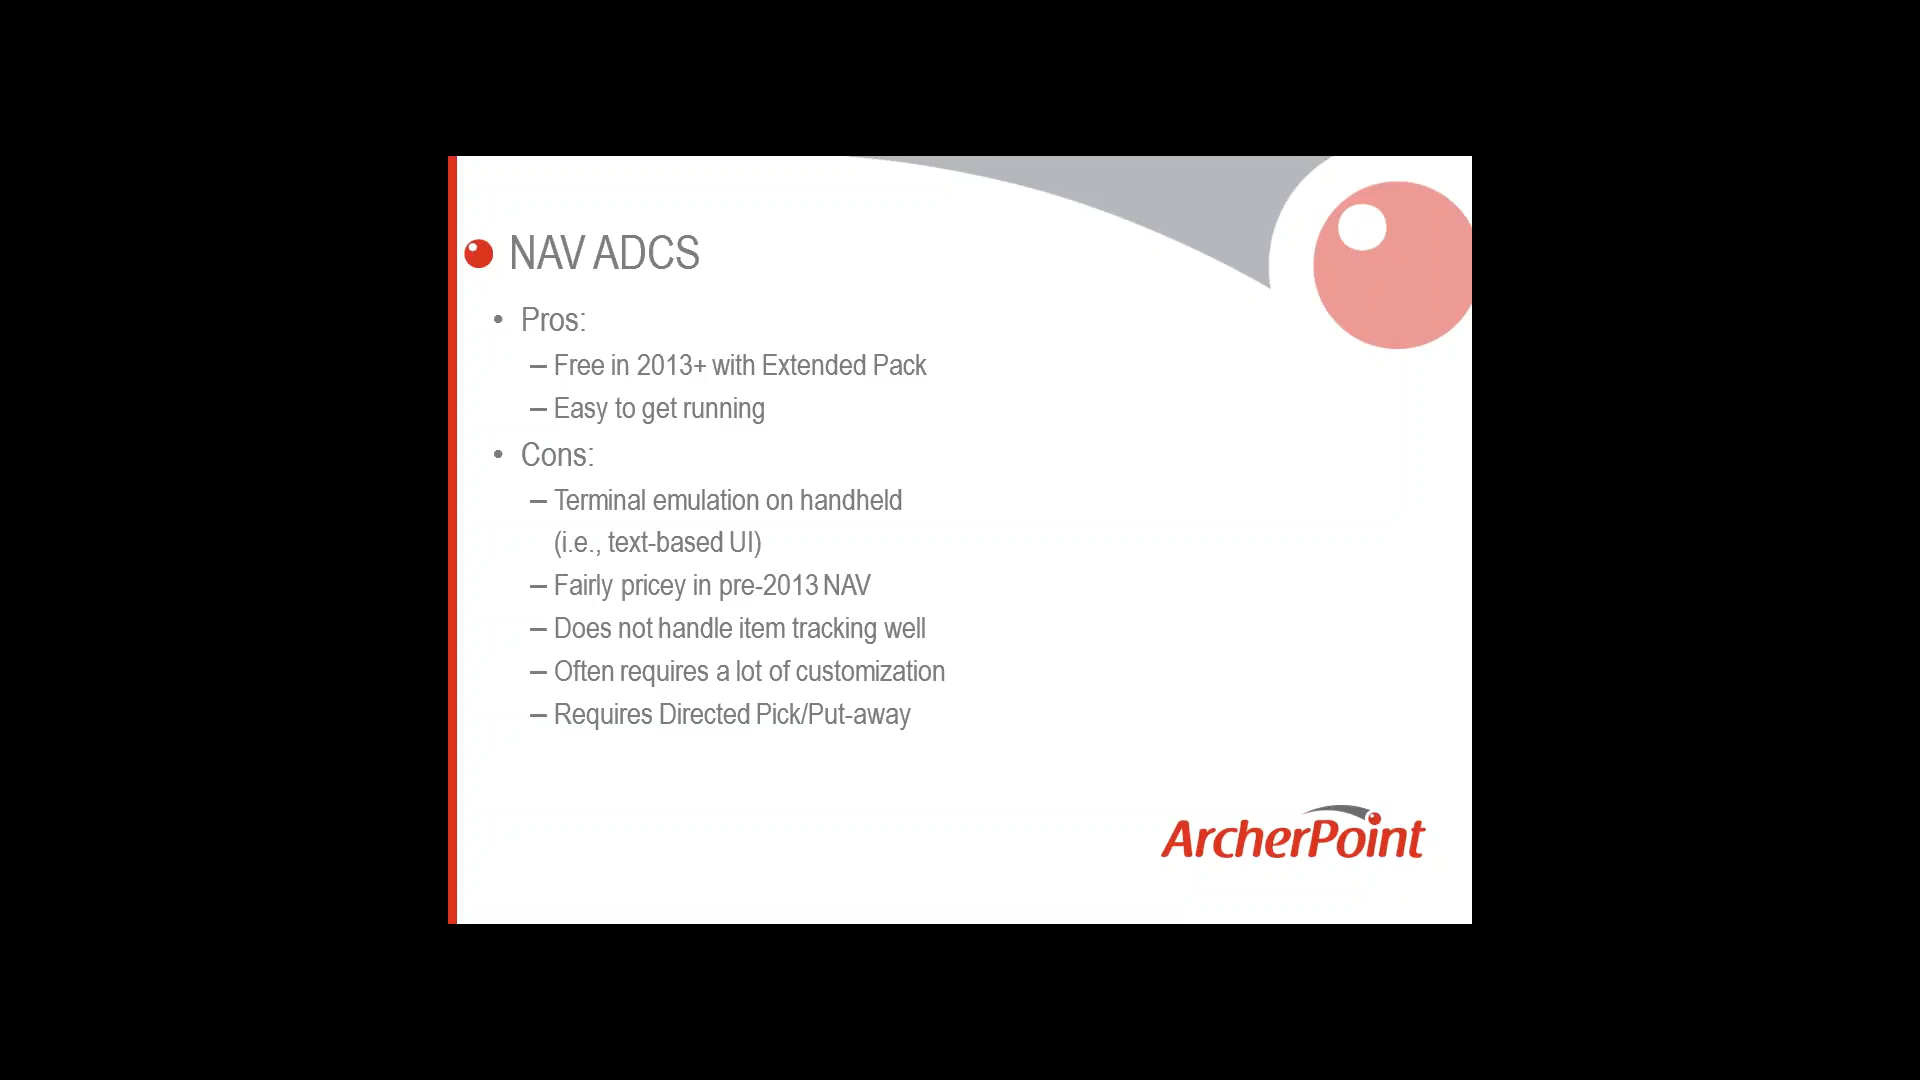 NAV ADCS
• Pros:
– Free in 2013+ with Extended Pack
– Easy to get running
• Cons:
– Terminal emulation on handheld
(i.e., text-based UI)
– Fairly pricey in pre-2013 NAV
– Does not handle item tracking well
– Often requires a lot of customization
– Requires Directed Pick/Put-away
ArcherPoint